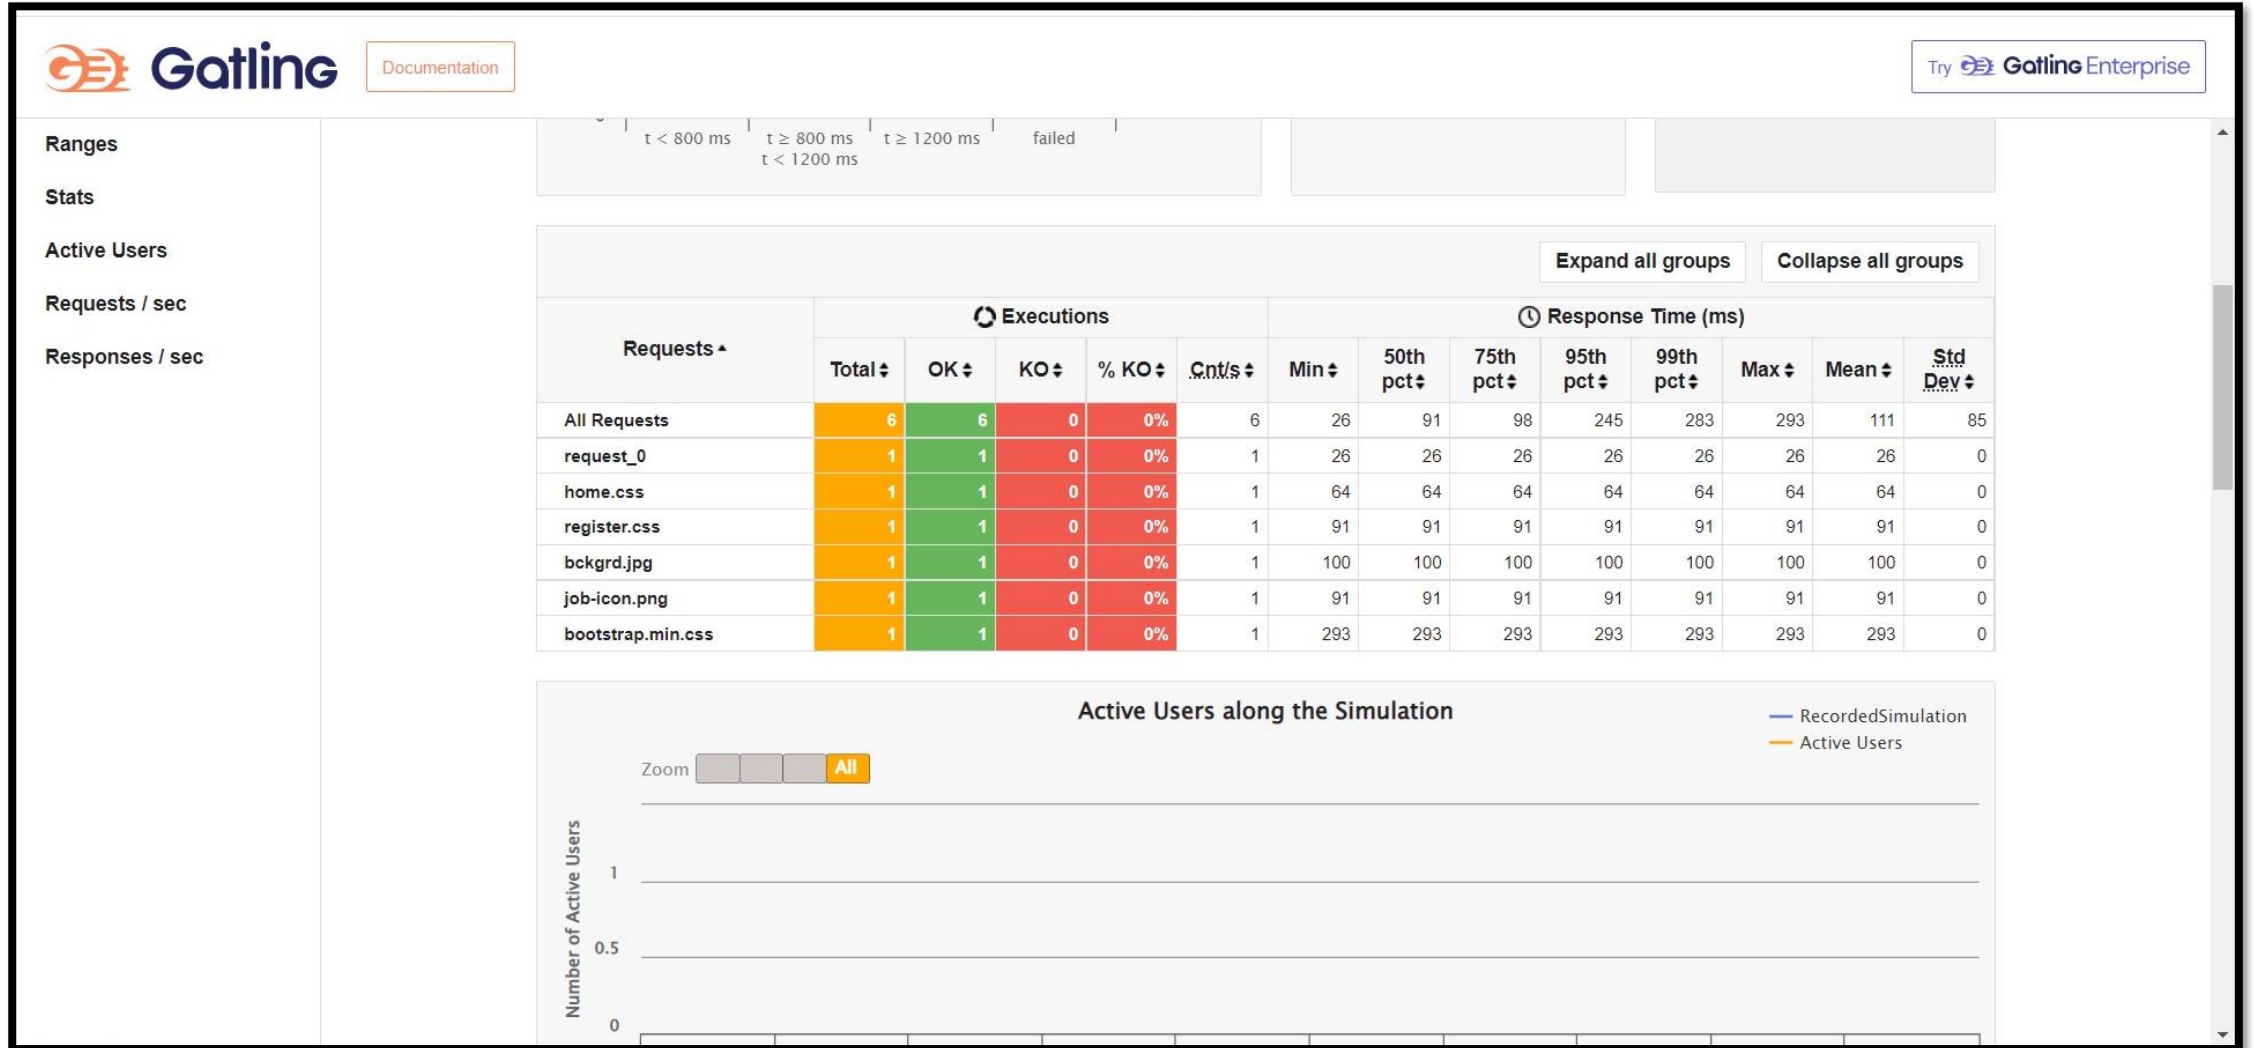 Gatling
Documentation
Try Gatling Enterprise
Ranges
Stats
Active Users
Requests / sec
Responses / sec
t < 800 ms
t ≥ 800 ms
t < 1200 ms
t ≥ 1200 ms
failed
Expand all groups
Collapse all groups
Requests
Executions
Response Time (ms)
Total OK KO % KO Cnt/s Min 50th pct 75th pct 95th pct 99th pct Max Mean Std Dev
All Requests 6 6 0 0% 6 26 91 98 245 283 293 111 85
request_0 1 1 0 0% 1 26 26 26 26 26 26 26 0
home.css 1 1 0 0% 1 64 64 64 64 64 64 64 0
register.css 1 1 0 0% 1 91 91 91 91 91 91 91 0
bckgrd.jpg 1 1 0 0% 1 100 100 100 100 100 100 100 0
job-icon.png 1 1 0 0% 1 91 91 91 91 91 91 91 0
bootstrap.min.css 1 1 0 0% 1 293 293 293 293 293 293 293 0
Active Users along the Simulation
RecordedSimulation
Active Users
Zoom All
Number of Active Users
1
0.5
0